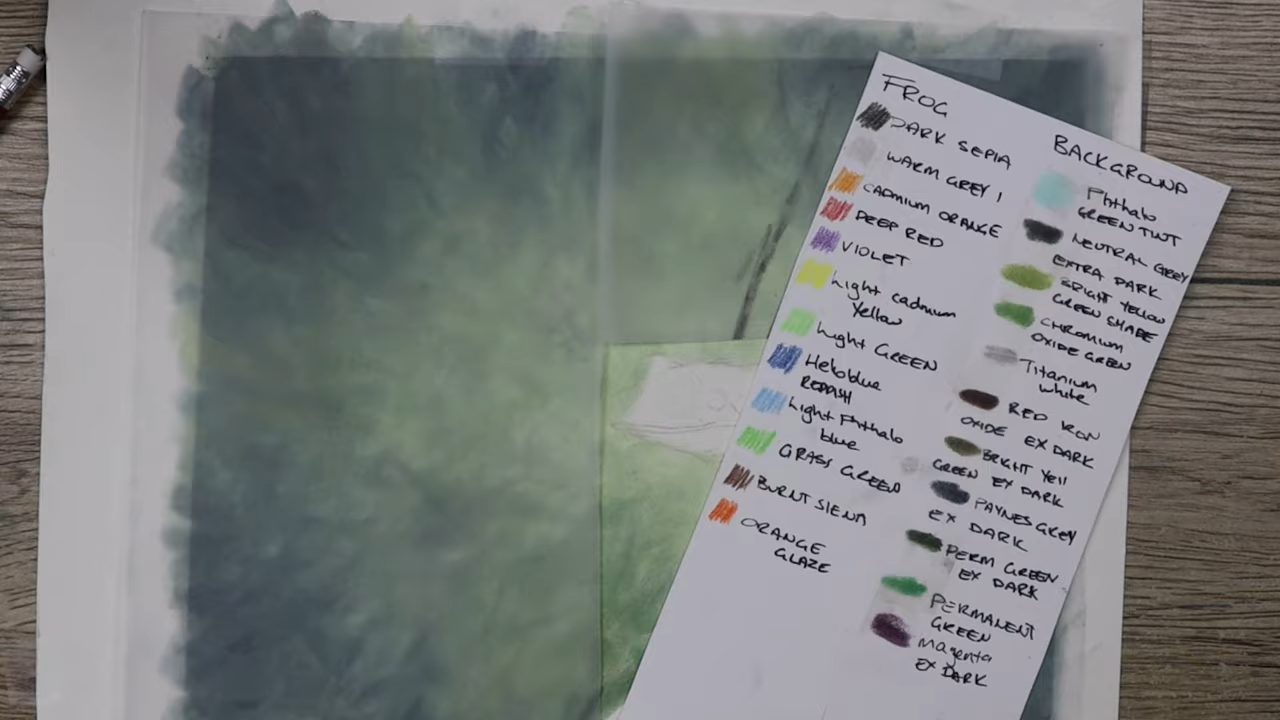 FROG
DARK SEPIA
WARM GREY 1
CADMIUM ORANGE
DEEP RED
VIOLET
Light cadmium
Yellow
Light GREEN
Helioblue
REDDISH
Light Phthalo
blue
GRASS GREEN
BURNT SIENA
ORANGE
GLAZE
BACKGROUND
Phthalo
GREEN TINT
NEUTRAL GREY
EXTRA DARK
BRIGHT YELLOW
GREEN SHADE
CHROMIUM
OXIDE GREEN
Titanium
white
RED IRON
OXIDE EX DARK
BRIGHT YELL
GREEN EX DARK
PAYNES GREY
EX DARK
PERM GREEN
EX DARK
PERMANENT
GREEN
Magenta
EX DARK